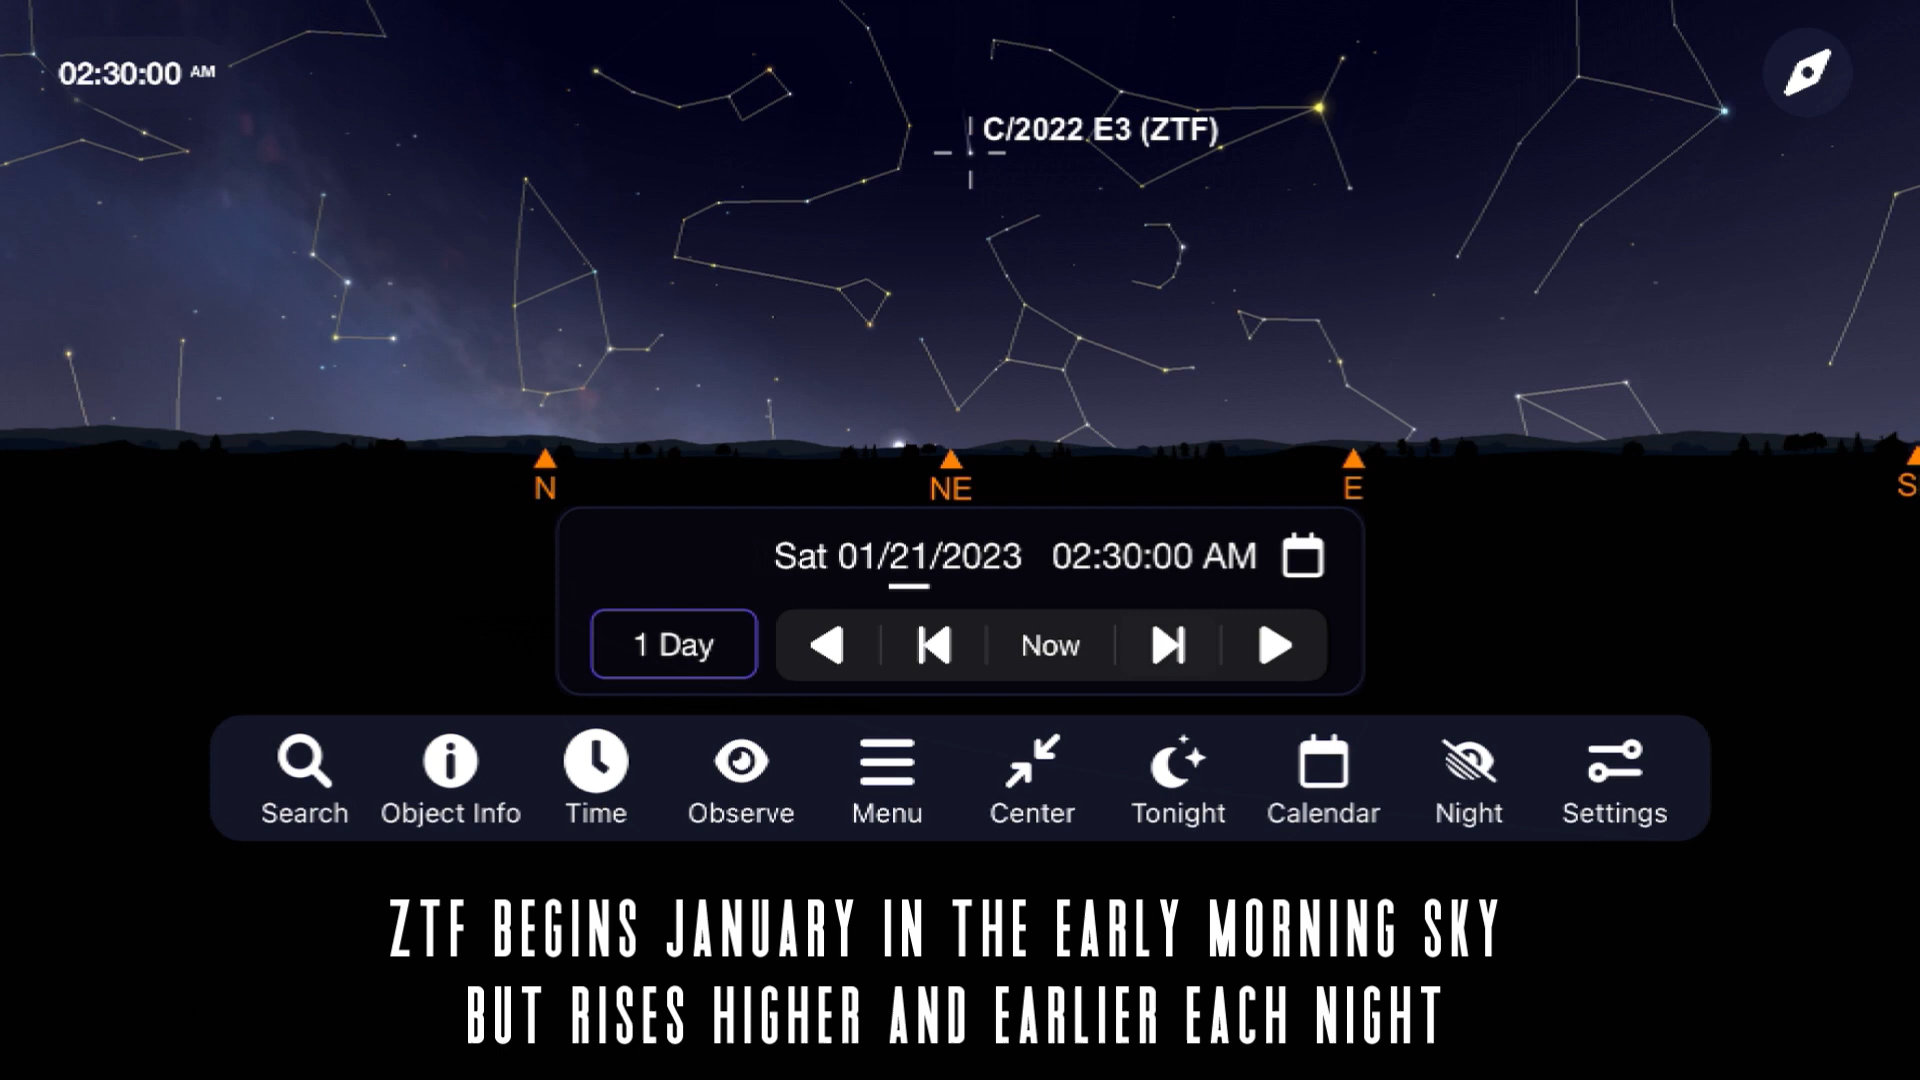 02:30:00 AM
C/2022 E3 (ZTF)
N NE E S
Sat 01/21/2023 02:30:00 AM
1 Day Now
Search Object Info Time Observe Menu Center Tonight Calendar Night Settings
ZTF BEGINS JANUARY IN THE EARLY MORNING SKY
BUT RISES HIGHER AND EARLIER EACH NIGHT